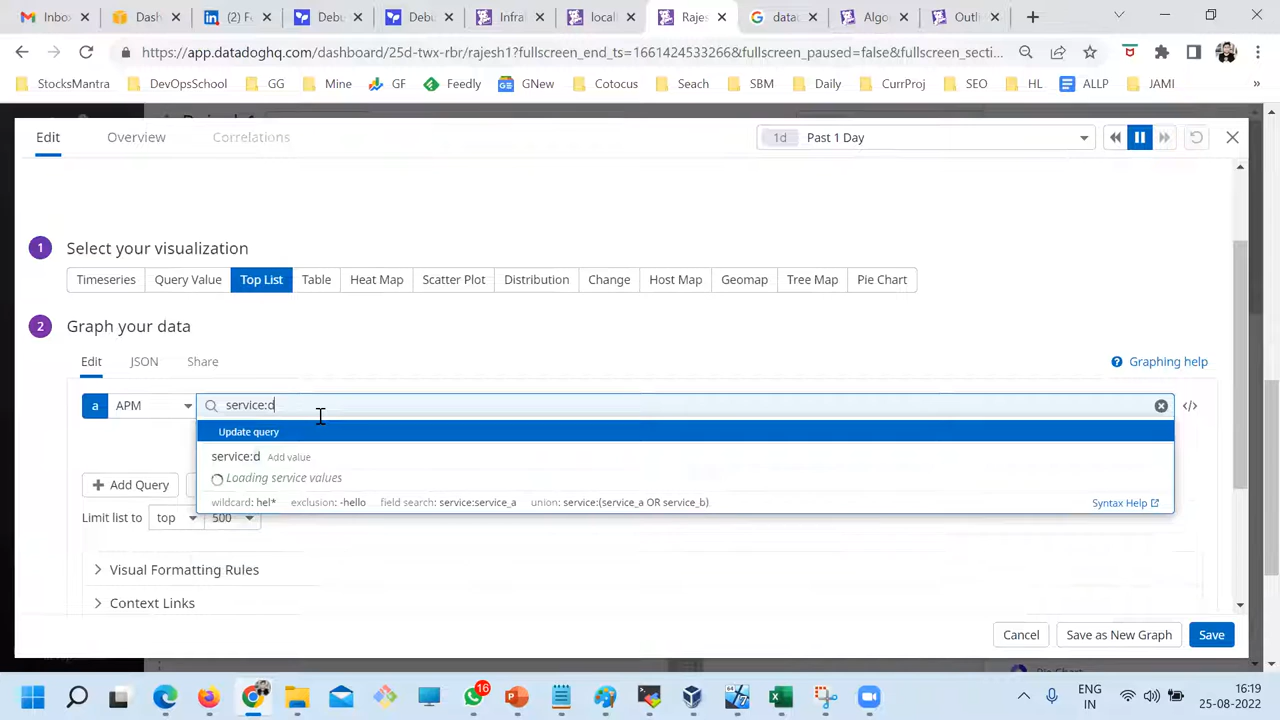 Inbox
Dash
(2) F
Debu
Debu
Infra
local
Rajes
data
Algo
Outl
https://app.datadoghq.com/dashboard/25d-twx-rbr/rajesh1?fullscreen_end_ts=1661424533266&fullscreen_paused=false&fullscreen_secti...
StocksMantra
DevOpsSchool
GG
Mine
GF
Feedly
GNew
Cotocus
Seach
SBM
Daily
CurrProj
SEO
HL
ALLP
JAMI
»
Edit
Overview
Correlations
1d Past 1 Day
1 Select your visualization
Timeseries
Query Value
Top List
Table
Heat Map
Scatter Plot
Distribution
Change
Host Map
Geomap
Tree Map
Pie Chart
2 Graph your data
Edit
JSON
Share
Graphing help
a APM service:d </>
Update query
service:d Add value
Loading service values
wildcard: hel* exclusion: -hello field search: service:service_a union: service:(service_a OR service_b)
Syntax Help
Add Query
Limit list to top 500
Visual Formatting Rules
Context Links
Cancel
Save as New Graph
Save
16
ENG
IN
16:19
25-08-2022